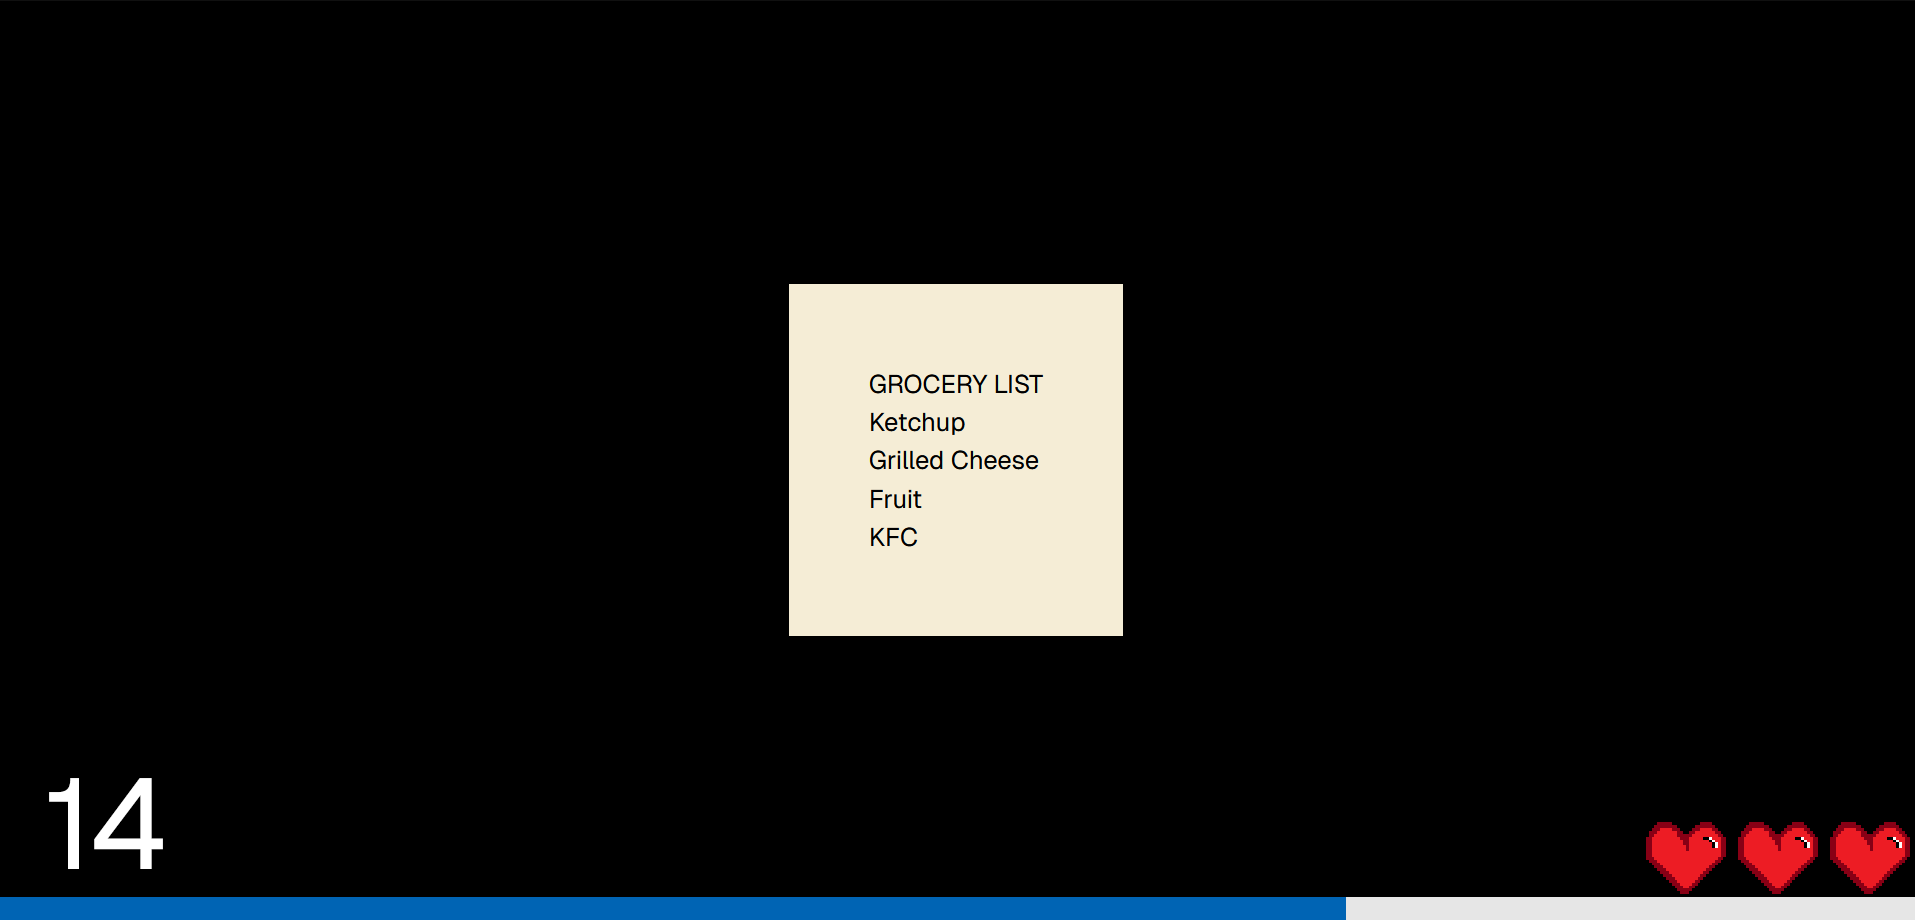 GROCERY LIST
Ketchup
Grilled Cheese
Fruit
KFC
14